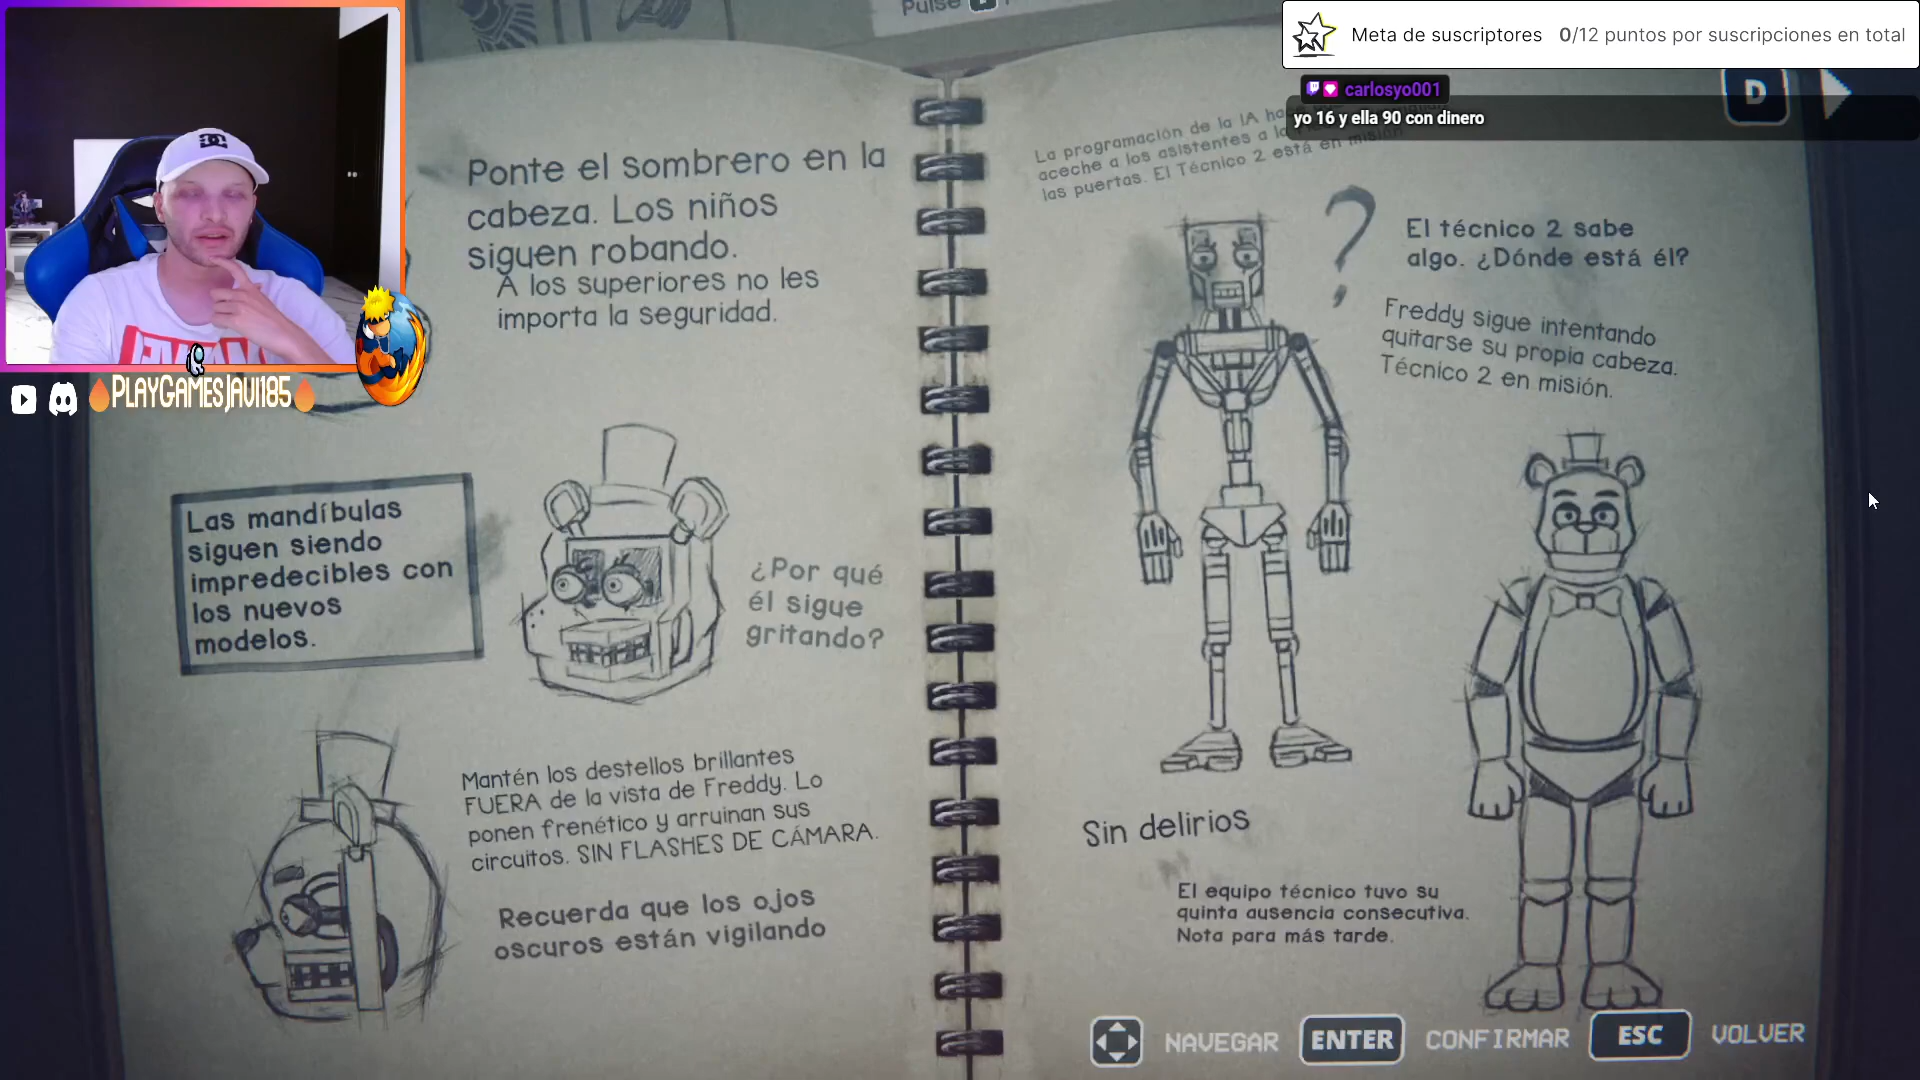 Pulse
Meta de suscriptores 0/12 puntos por suscripciones en total
carlosyo001
yo 16 y ella 90 con dinero
D
PLAYGAMESJAVI185
Ponte el sombrero en la
cabeza. Los niños
siguen robando.
A los superiores no les
importa la seguridad.
Las mandíbulas
siguen siendo
impredecibles con
los nuevos
modelos.
¿Por qué
él sigue
gritando?
Mantén los destellos brillantes
FUERA de la vista de Freddy. Lo
ponen frenético y arruinan sus
circuitos. SIN FLASHES DE CÁMARA.
Recuerda que los ojos
oscuros están vigilando
La programación de la IA
aceche a los asistentes a
las puertas. El Técnico 2 está en misión
?
El técnico 2 sabe
algo. ¿Dónde está él?
Freddy sigue intentando
quitarse su propia cabeza.
Técnico 2 en misión.
Sin delirios
El equipo técnico tuvo su
quinta ausencia consecutiva.
Nota para más tarde.
NAVEGAR ENTER CONFIRMAR ESC VOLVER